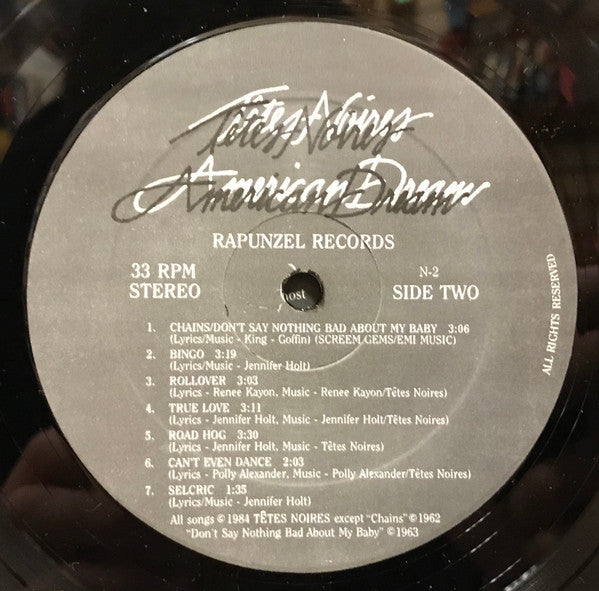 Têtes Noires
American Dream
RAPUNZEL RECORDS
33 RPM
STEREO
N-2
SIDE TWO
ALL RIGHTS RESERVED
1. CHAINS/DON'T SAY NOTHING BAD ABOUT MY BABY 3:06
(Lyrics/Music - King - Goffin) (SCREEM GEMS/EMI MUSIC)
2. BINGO 3:19
(Lyrics/Music - Jennifer Holt)
3. ROLLOVER 3:03
(Lyrics - Renee Kayon, Music - Renee Kayon/Têtes Noires)
4. TRUE LOVE 3:11
(Lyrics - Jennifer Holt, Music - Jennifer Holt/Têtes Noires)
5. ROAD HOG 3:30
(Lyrics - Jennifer Holt, Music - Têtes Noires)
6. CAN'T EVEN DANCE 2:03
(Lyrics - Polly Alexander, Music - Polly Alexander/Têtes Noires)
7. SELCRIC 1:35
(Lyrics/Music - Jennifer Holt)
All songs ©1984 TÊTES NOIRES except "Chains" ©1962
"Don't Say Nothing Bad About My Baby" ©1963